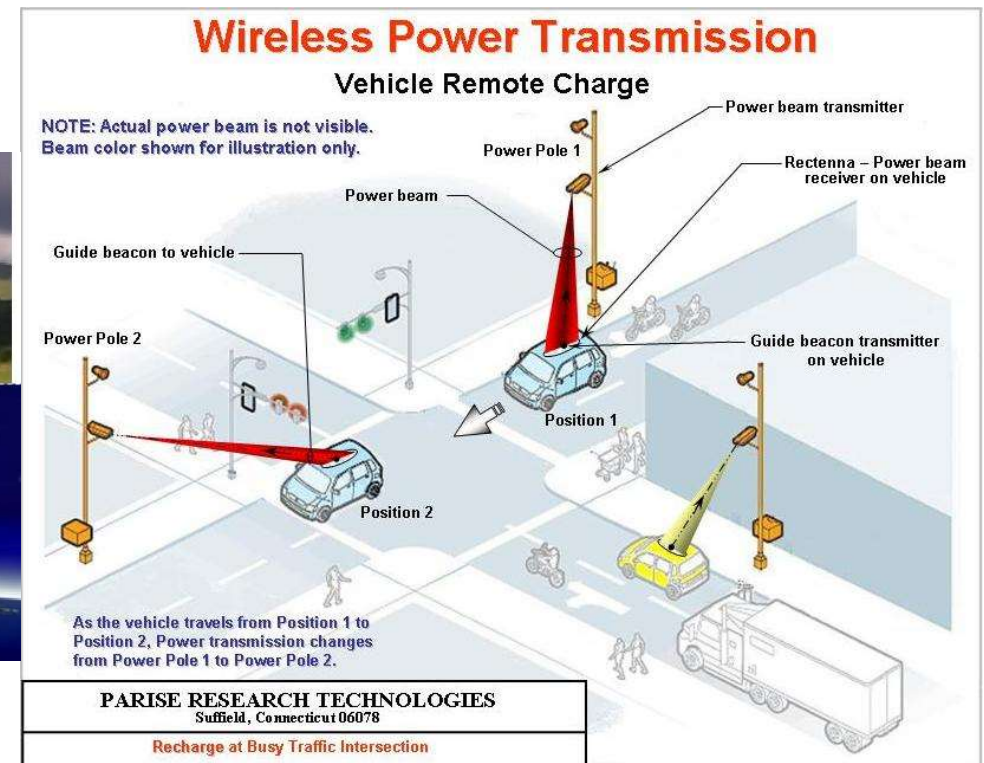 Wireless Power Transmission
Vehicle Remote Charge
NOTE: Actual power beam is not visible.
Beam color shown for illustration only.
Power beam transmitter
Power Pole 1
Rectenna – Power beam
receiver on vehicle
Power beam
Guide beacon to vehicle
Power Pole 2
Guide beacon transmitter
on vehicle
Position 1
Position 2
As the vehicle travels from Position 1 to
Position 2, Power transmission changes
from Power Pole 1 to Power Pole 2.
PARISE RESEARCH TECHNOLOGIES
Suffield, Connecticut 06078
Recharge at Busy Traffic Intersection